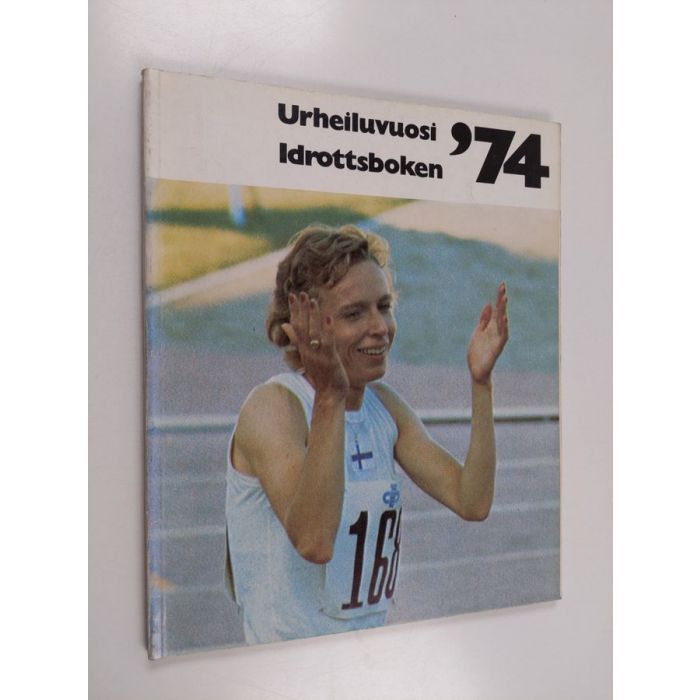 Urheiluvuosi
Idrottsboken
’74
168